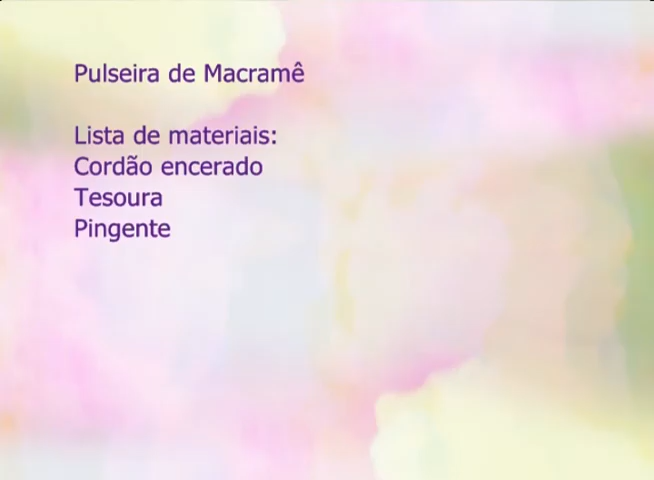 Pulseira de Macramê
Lista de materiais:
Cordão encerado
Tesoura
Pingente